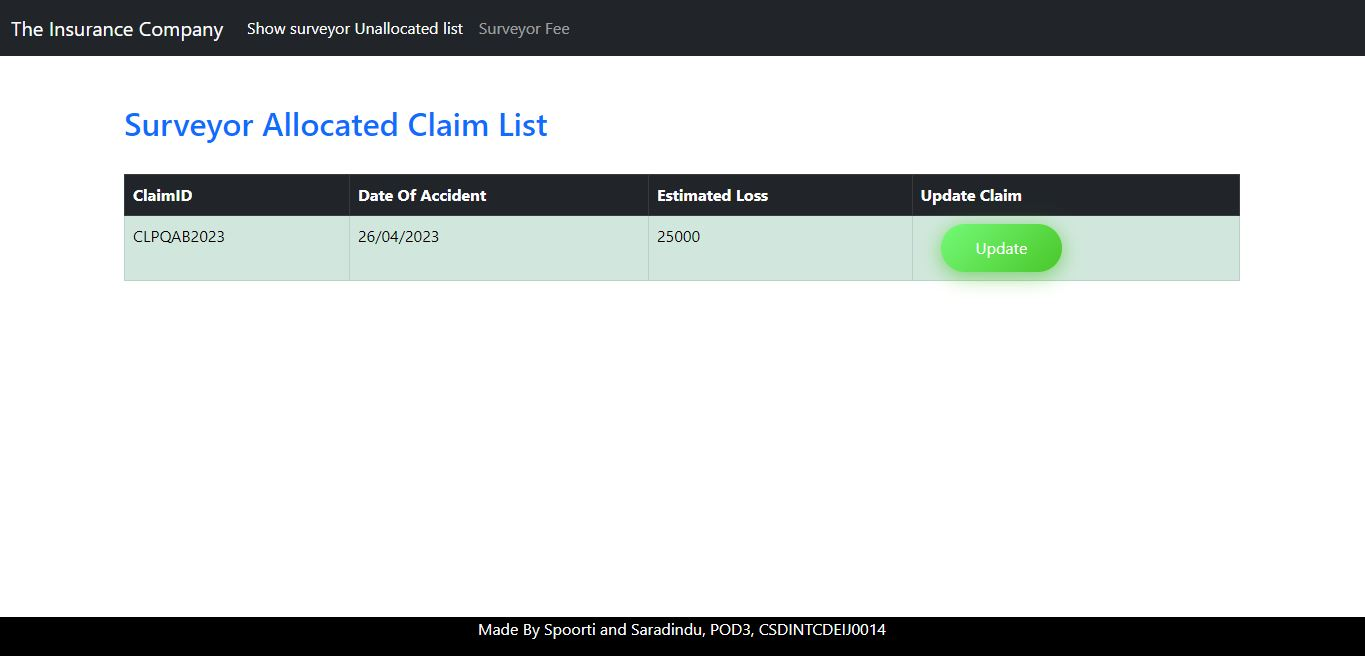 The Insurance Company Show surveyor Unallocated list Surveyor Fee
Surveyor Allocated Claim List
ClaimID Date Of Accident Estimated Loss Update Claim
CLPQAB2023 26/04/2023 25000 Update
Made By Spoorti and Saradindu, POD3, CSDINTCDEIJ0014